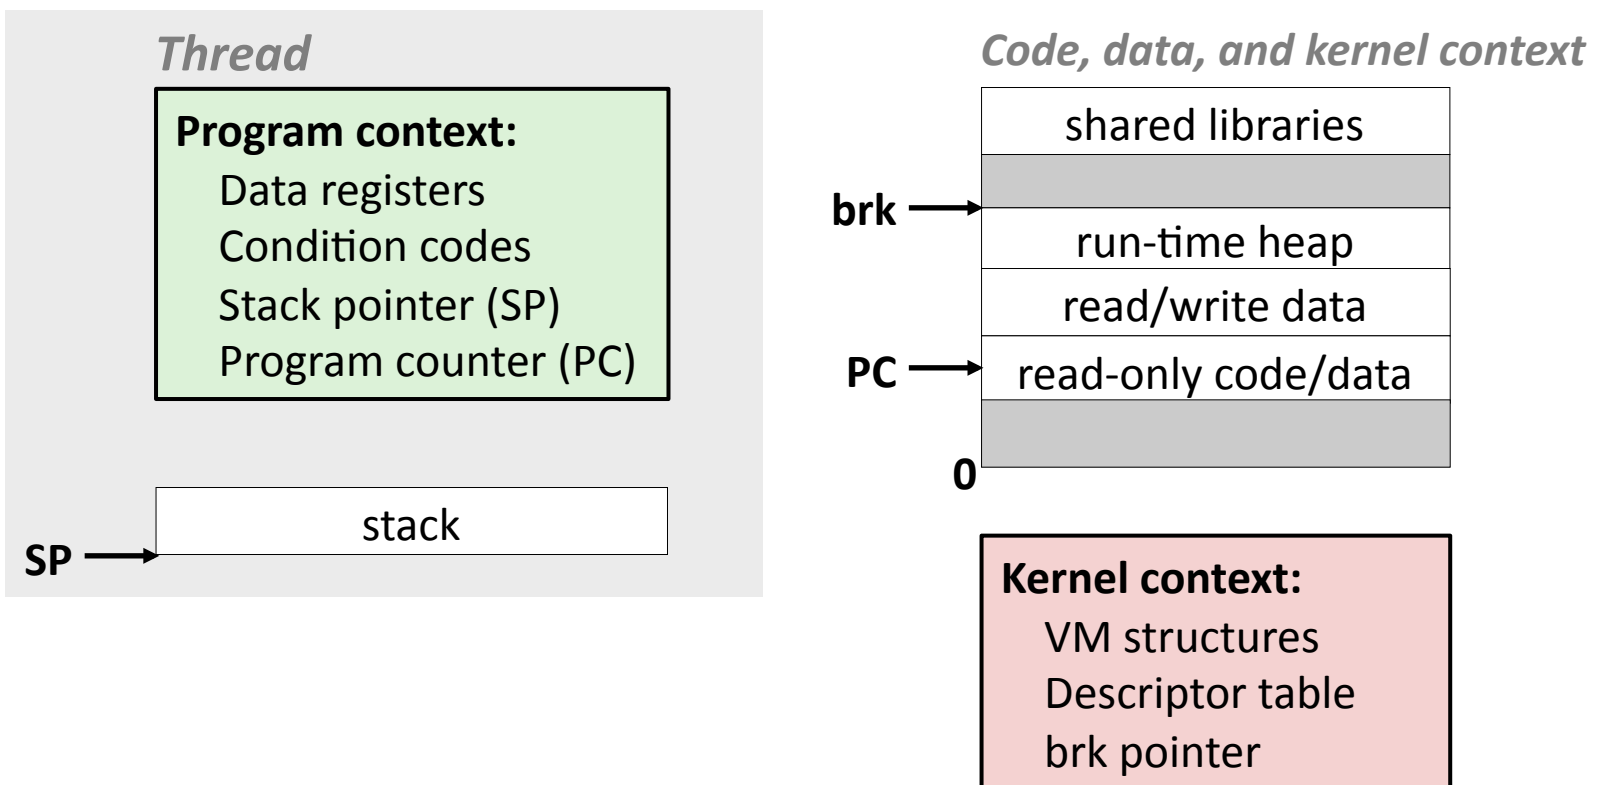 Thread
Program context:
Data registers
Condition codes
Stack pointer (SP)
Program counter (PC)
stack
SP
Code, data, and kernel context
shared libraries
brk
run-time heap
read/write data
PC
read-only code/data
0
Kernel context:
VM structures
Descriptor table
brk pointer